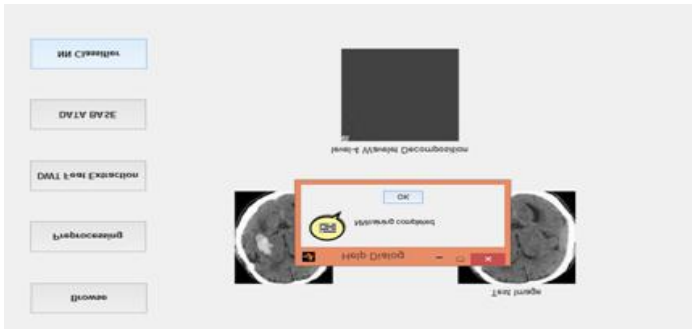 Browse
Preprocessing
DWT Feat Extraction
DATA BASE
NN Classifier
Test Image
Help Dialog
NNtraining completed
OK
level-4 Wavelet Decomposition